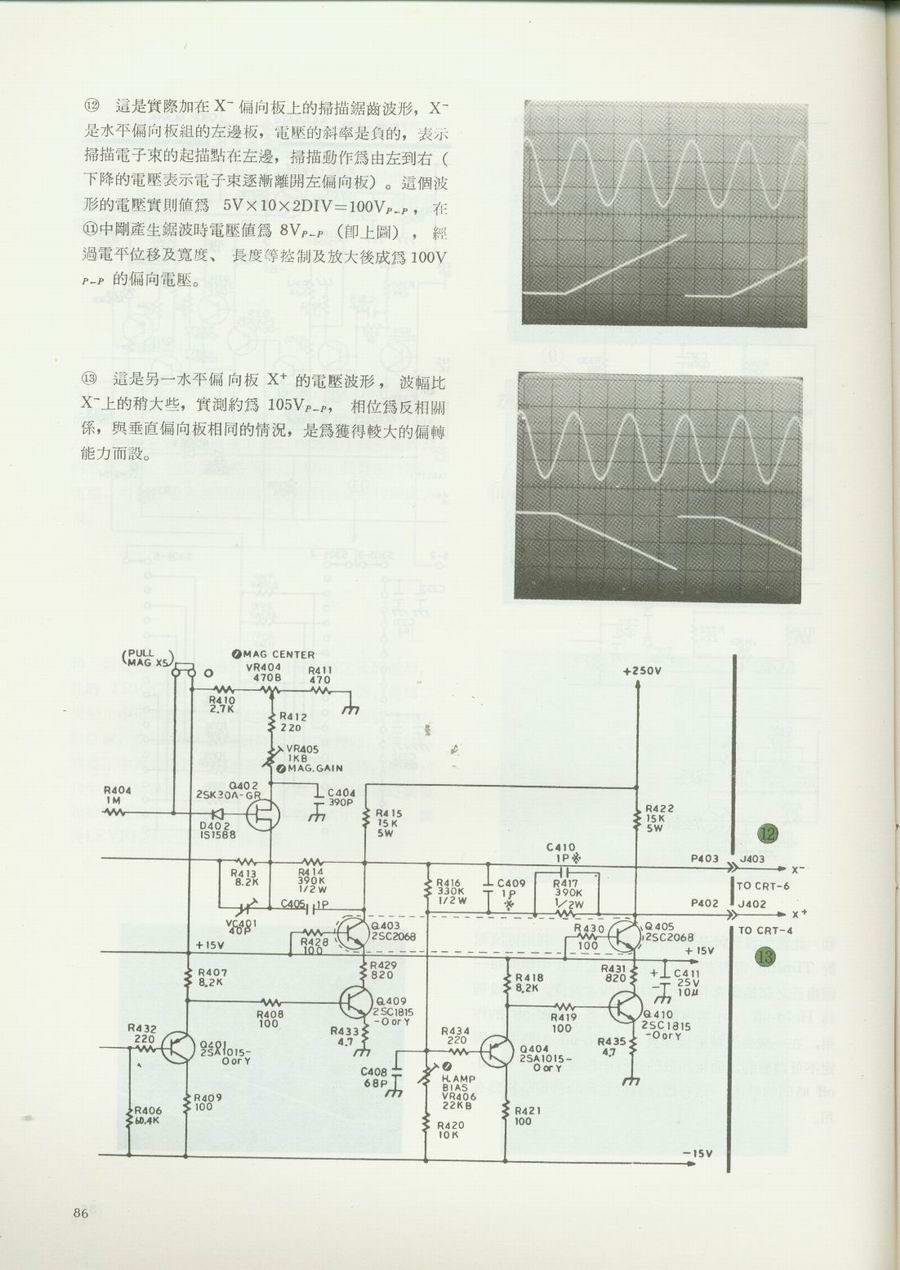 ⑫ 這是實際加在 X⁻ 偏向板上的掃描鋸齒波形，X⁻
是水平偏向板組的左邊板，電壓的斜率是負的，表示
掃描電子束的起描點在左邊，掃描動作爲由左到右（
下降的電壓表示電子束逐漸離開左偏向板）。這個波
形的電壓實則值爲 5V×10×2DIV＝100VP-P，在
⑪中剛產生鋸波時電壓值爲 8VP-P（即上圖），經
過電平位移及寬度、長度等控制及放大後成爲 100V
P-P 的偏向電壓。
⑬ 這是另一水平偏向板 X⁺ 的電壓波形，波幅比
X⁻上的稍大些，實測約爲 105VP-P，相位爲反相關
係，與垂直偏向板相同的情況，是爲獲得較大的偏轉
能力而設。
(PULL
MAG X5)
MAG CENTER
VR404
470B
R411
470
R410
2.7K
R412
220
VR405
1KB
MAG.GAIN
+250V
R404
1M
Q402
2SK30A-GR
D402
1S1588
C404
390P
R415
15K
5W
R422
15K
5W
⑫
R413
8.2K
R414
390K
1/2W
VC401
40P
C405 1P
R416
330K
1/2W
C409
1P
※
C410
1P※
R417
390K
1/2W
P403
J403
X⁻
TO CRT-6
P402
J402
X⁺
TO CRT-4
⑬
Q403
2SC2068
R428
100
R430
100
Q405
2SC2068
+15V
+15V
R407
8.2K
R429
820
R408
100
Q409
2SC1815
-O or Y
R433
4.7
R418
8.2K
R419
100
R431
820
C411
25V
10μ
+
−
Q410
2SC1815
-O or Y
R435
4.7
R432
220
Q401
2SA1015-
O or Y
R406
60.4K
R409
100
C408
68P
R434
220
H.AMP
BIAS
VR406
22KB
R420
10K
Q404
2SA1015-
O or Y
R421
100
-15V
86